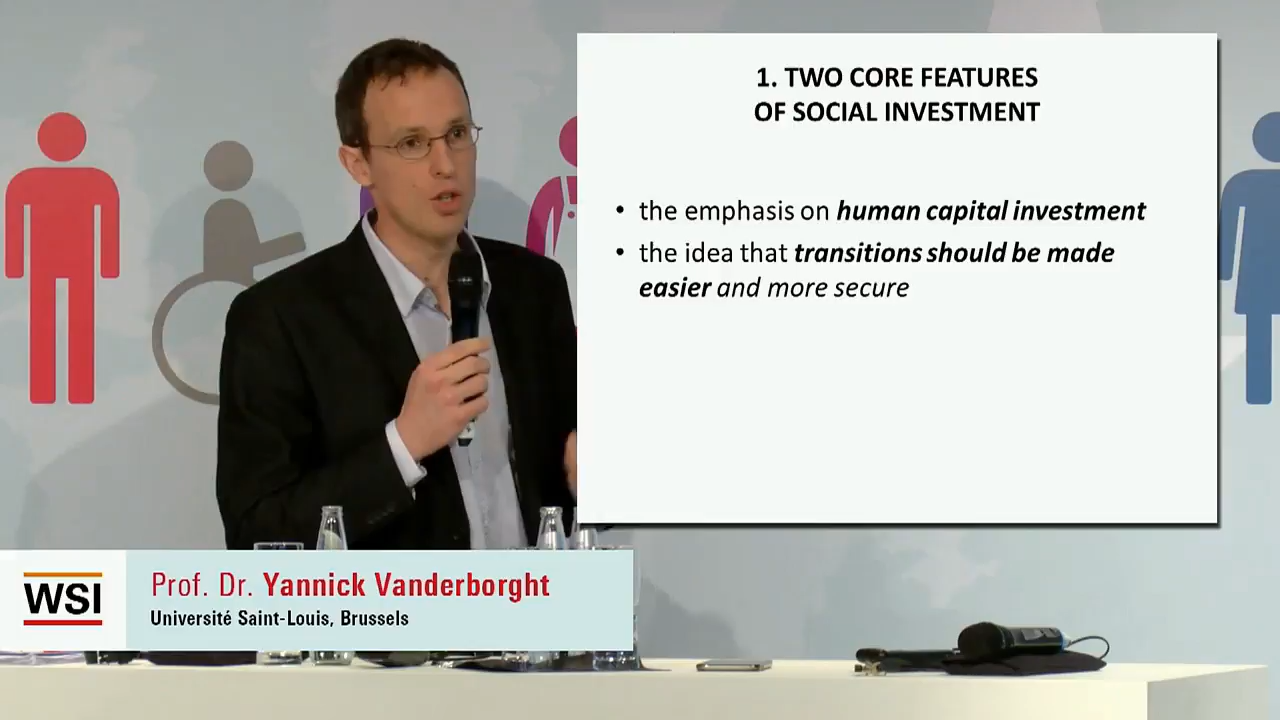 1. TWO CORE FEATURES
OF SOCIAL INVESTMENT
• the emphasis on human capital investment
• the idea that transitions should be made
easier and more secure
WSI
Prof. Dr. Yannick Vanderborght
Université Saint-Louis, Brussels